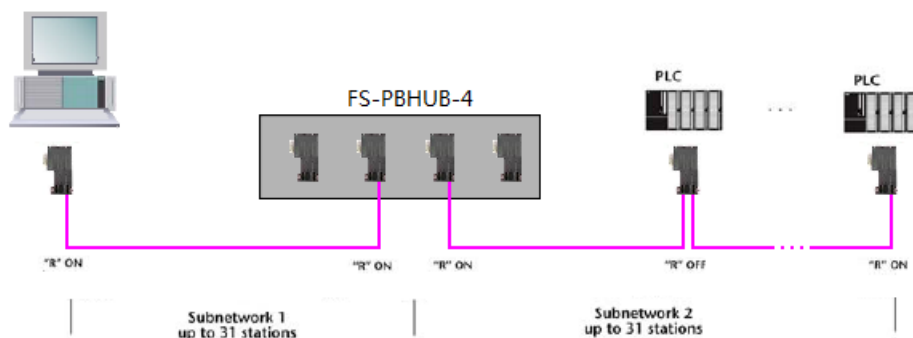 FS-PBHUB-4
PLC
PLC
. . .
"R" ON
"R" ON
"R" ON
"R" OFF
"R" ON
Subnetwork 1
up to 31 stations
Subnetwork 2
up to 31 stations